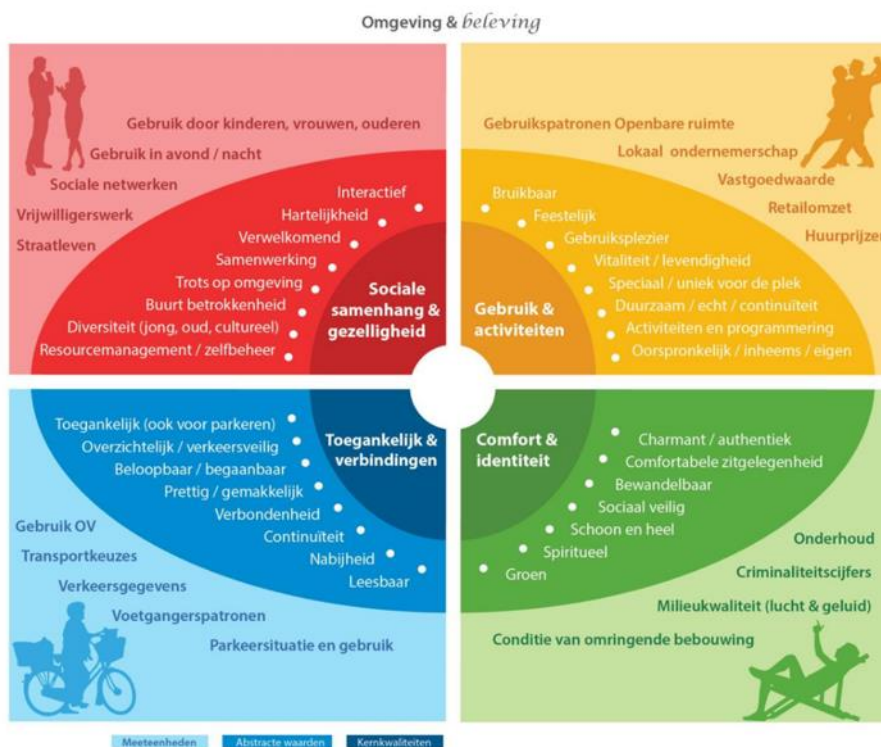 Omgeving & beleving
Gebruik door kinderen, vrouwen, ouderen
Gebruik in avond / nacht
Sociale netwerken
Vrijwilligerswerk
Straatleven
Interactief
Hartelijkheid
Verwelkomend
Samenwerking
Trots op omgeving
Buurt betrokkenheid
Diversiteit (jong, oud, cultureel)
Resourcemanagement / zelfbeheer
Sociale
samenhang &
gezelligheid
Gebruikspatronen Openbare ruimte
Lokaal ondernemerschap
Vastgoedwaarde
Retailomzet
Huurprijzen
Bruikbaar
Feestelijk
Gebruiksplezier
Vitaliteit / levendigheid
Speciaal / uniek voor de plek
Duurzaam / echt / continuïteit
Activiteiten en programmering
Oorspronkelijk / inheems / eigen
Gebruik &
activiteiten
Toegankelijk (ook voor parkeren)
Overzichtelijk / verkeersveilig
Beloopbaar / begaanbaar
Prettig / gemakkelijk
Verbondenheid
Continuïteit
Nabijheid
Leesbaar
Toegankelijk &
verbindingen
Gebruik OV
Transportkeuzes
Verkeersgegevens
Voetgangerspatronen
Parkeersituatie en gebruik
Comfort &
identiteit
Charmant / authentiek
Comfortabele zitgelegenheid
Bewandelbaar
Sociaal veilig
Schoon en heel
Spiritueel
Groen
Onderhoud
Criminaliteitscijfers
Milieukwaliteit (lucht & geluid)
Conditie van omringende bebouwing
Meeteenheden
Abstracte waarden
Kernkwaliteiten